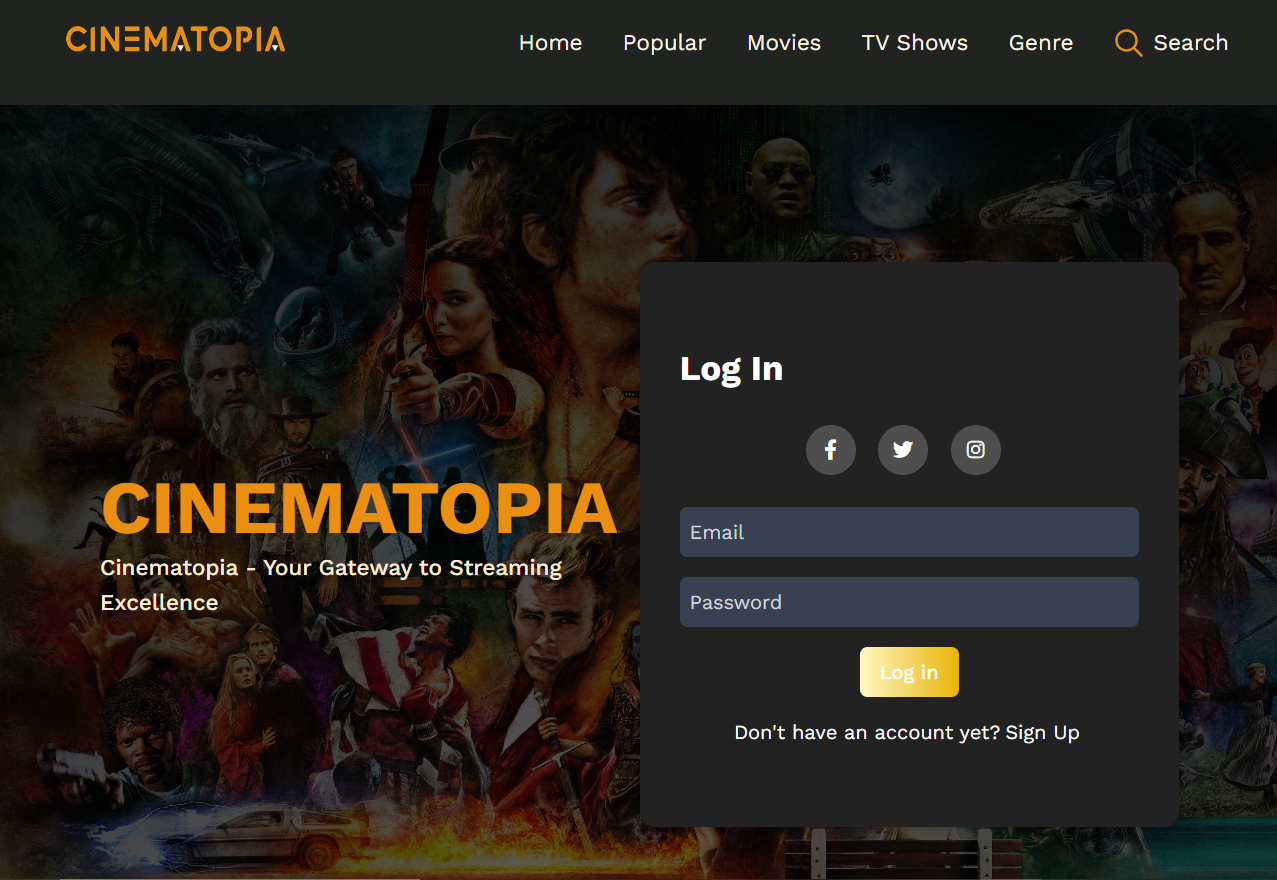 CINEMATOPIA
Home
Popular
Movies
TV Shows
Genre
Search
CINEMATOPIA
Cinematopia - Your Gateway to Streaming
Excellence
Log In
Email
Password
Log in
Don't have an account yet? Sign Up